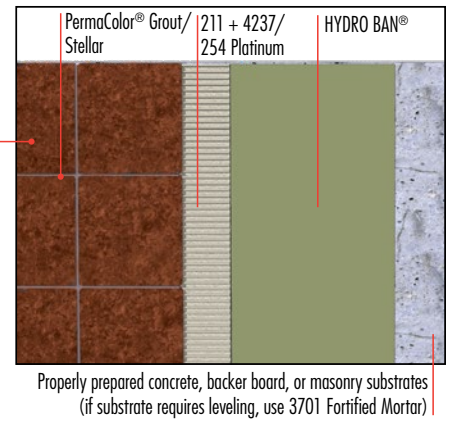 PermaColor® Grout/
Stellar
211 + 4237/
254 Platinum
HYDRO BAN®
Properly prepared concrete, backer board, or masonry substrates
(if substrate requires leveling, use 3701 Fortified Mortar)